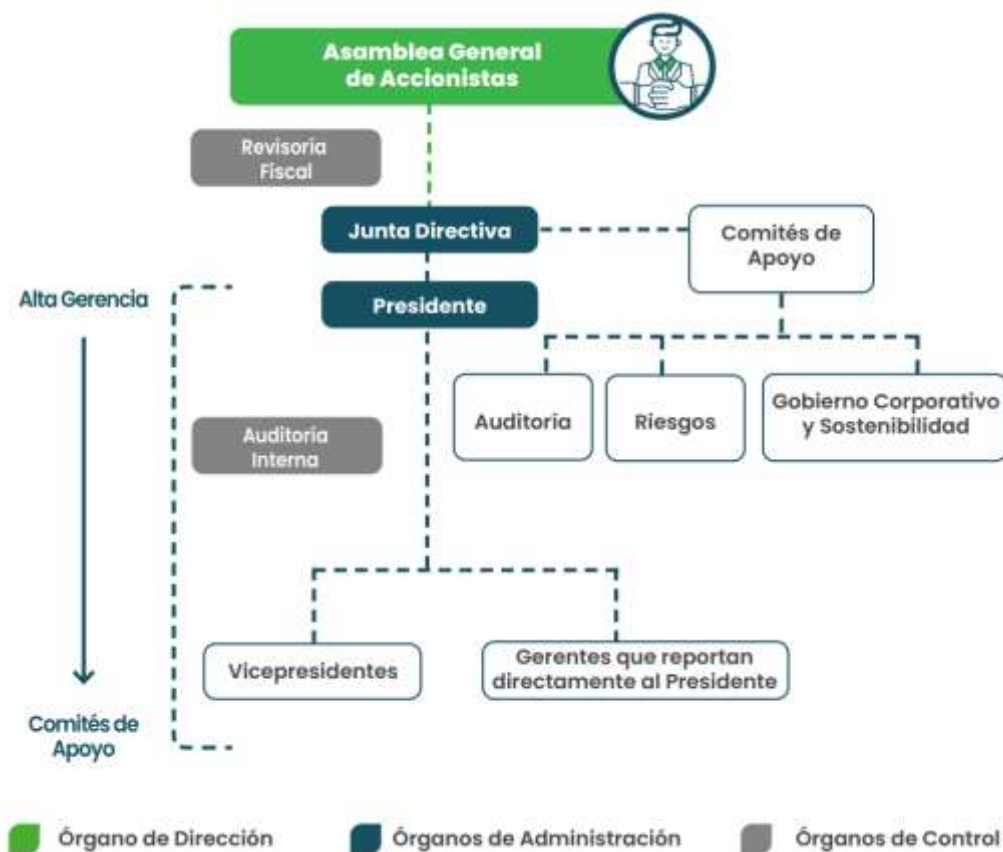 Asamblea General
de Accionistas
Revisoría
Fiscal
Junta Directiva
Comités de
Apoyo
Alta Gerencia
Presidente
Auditoría
Riesgos
Gobierno Corporativo
y Sostenibilidad
Auditoría
Interna
Vicepresidentes
Gerentes que reportan
directamente al Presidente
Comités de
Apoyo
Órgano de Dirección
Órganos de Administración
Órganos de Control